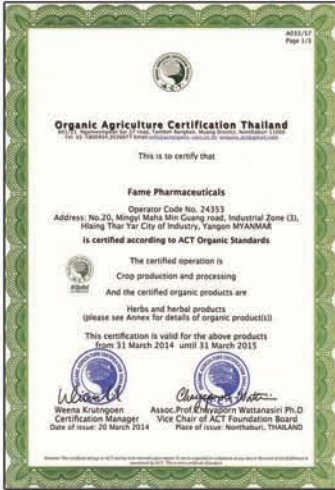 A033/57
Page 1/3
ACT
Organic Agriculture Certification Thailand
This is to certify that
Fame Pharmaceuticals
Operator Code No. 24353
Address: No.20, Mingyi Maha Min Guang road, Industrial Zone (3),
Hlaing Thar Yar City of Industry, Yangon MYANMAR
is certified according to ACT Organic Standards
The certified operation is
Crop production and processing
And the certified organic products are
Herbs and herbal products
(please see Annex for details of organic product(s))
This certification is valid for the above products
from 31 March 2014 until 31 March 2015
Weena Krutngoen
Certification Manager
Date of issue: 20 March 2014
Assoc.Prof.Chayaporn Wattanasiri Ph.D
Vice Chair of ACT Foundation Board
Place of issue: Nonthaburi, THAILAND